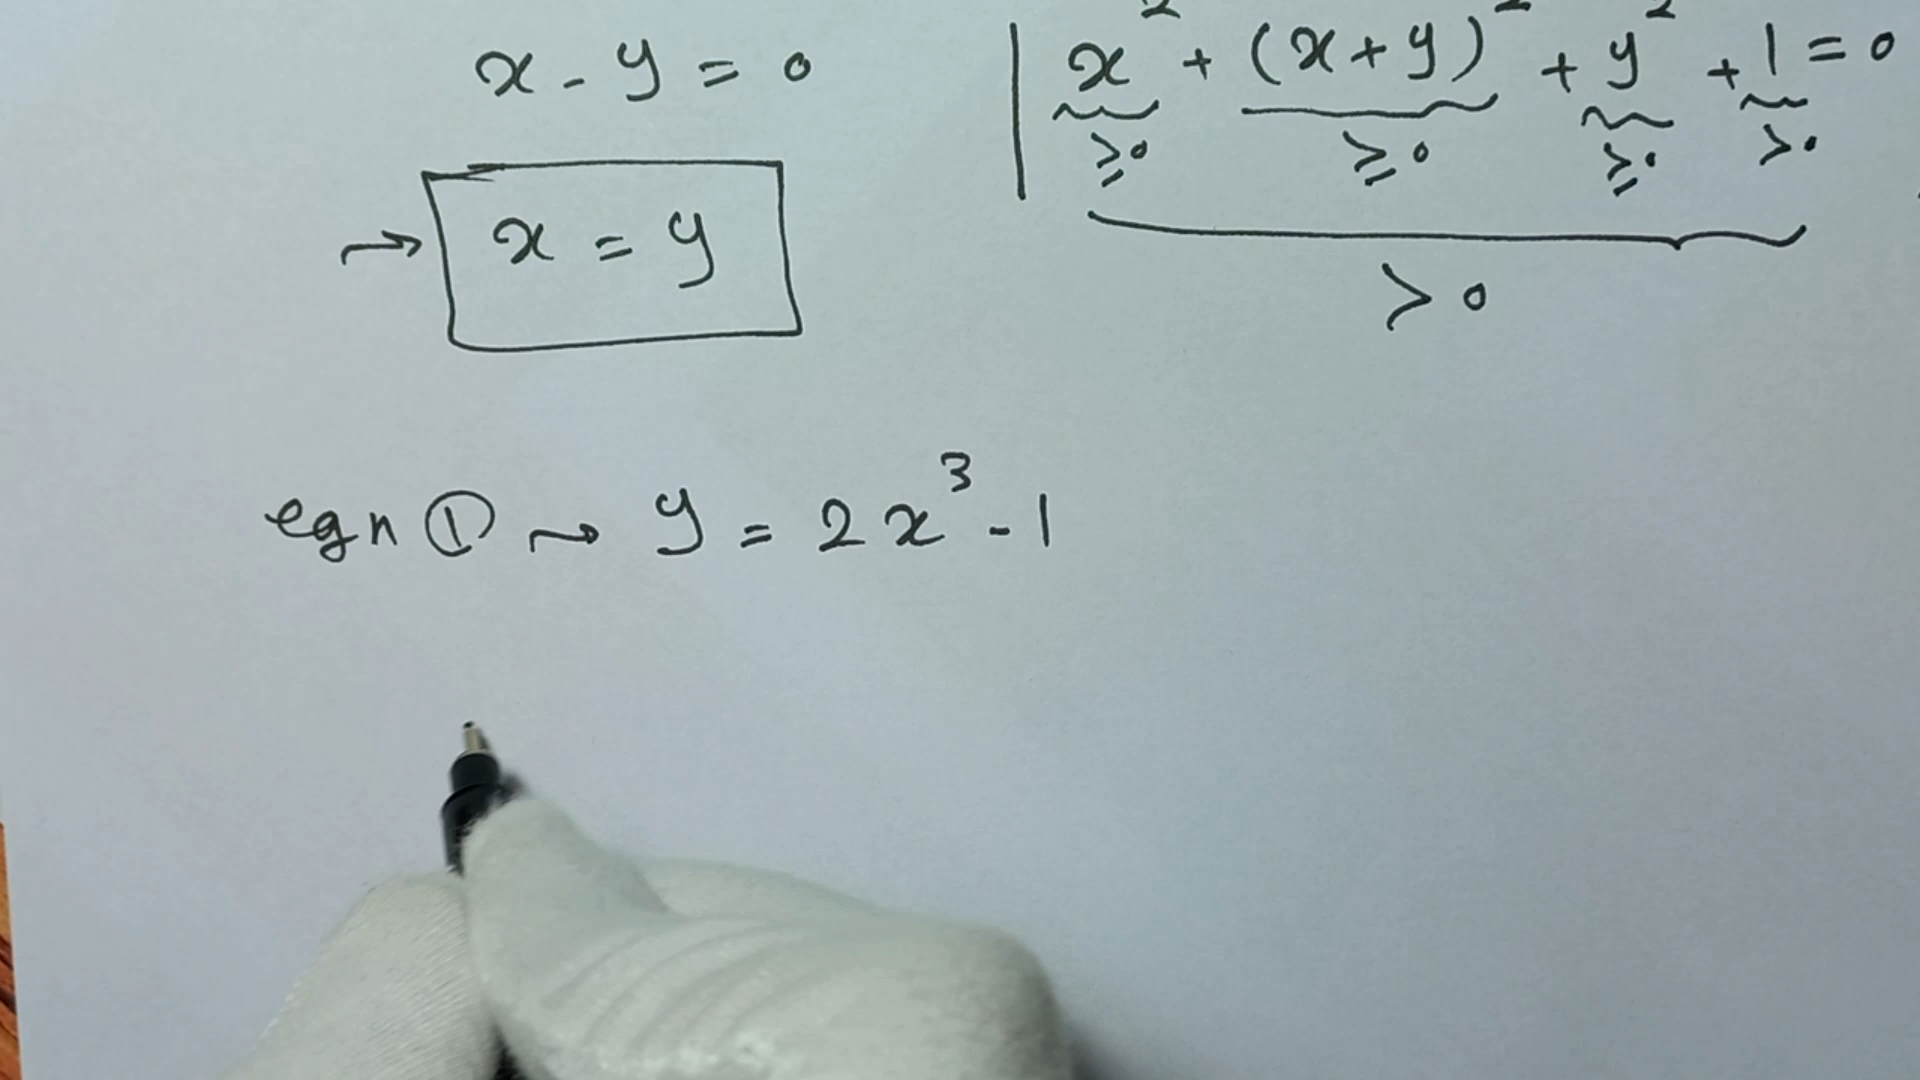 x - y = 0
→ x = y
x² + (x + y)² + y² + 1 = 0
≥0 ≥0 ≥0 >0
> 0
eqn ① ⇝ y = 2x³ - 1